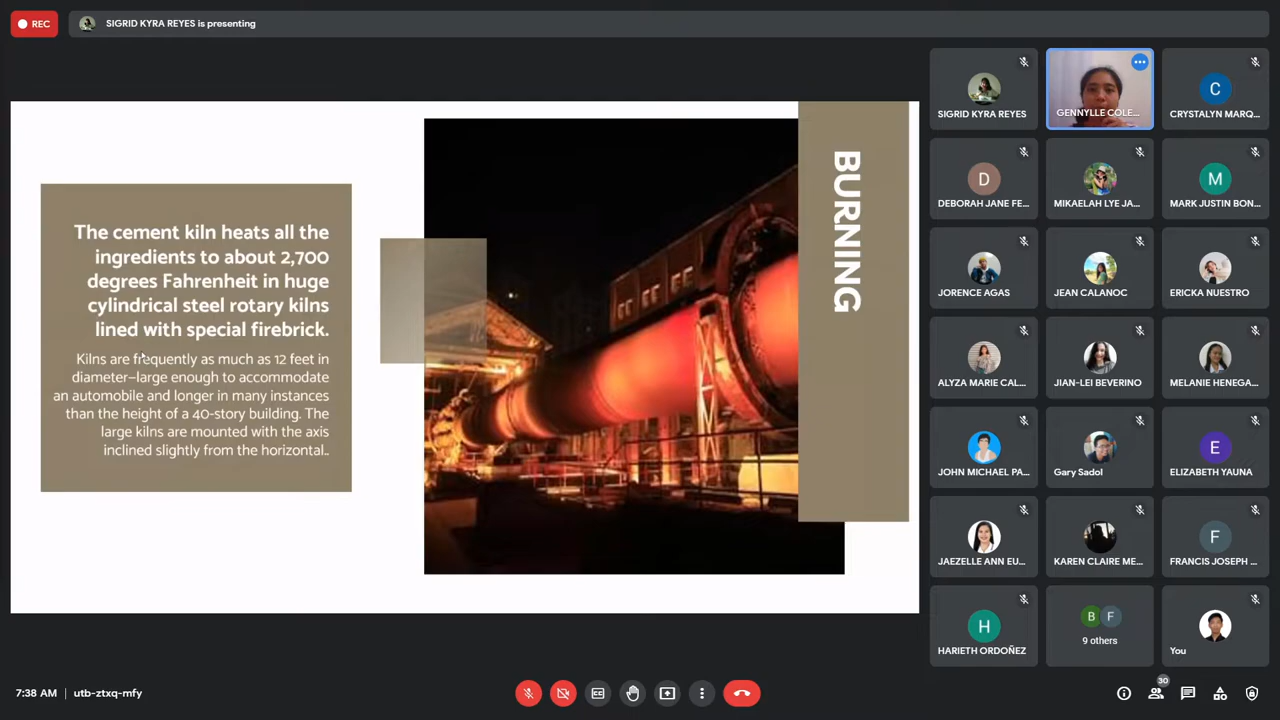 REC
SIGRID KYRA REYES is presenting
The cement kiln heats all the
ingredients to about 2,700
degrees Fahrenheit in huge
cylindrical steel rotary kilns
lined with special firebrick.
Kilns are frequently as much as 12 feet in
diameter—large enough to accommodate
an automobile and longer in many instances
than the height of a 40-story building. The
large kilns are mounted with the axis
inclined slightly from the horizontal..
BURNING
SIGRID KYRA REYES
GENNYLLE COLE...
C
CRYSTALYN MARQ...
D
DEBORAH JANE FE...
MIKAELAH LYE JA...
M
MARK JUSTIN BON...
JORENCE AGAS
JEAN CALANOC
ERICKA NUESTRO
ALYZA MARIE CAL...
JIAN-LEI BEVERINO
MELANIE HENEGA...
JOHN MICHAEL PA...
Gary Sadol
E
ELIZABETH YAUNA
JAEZELLE ANN EU...
KAREN CLAIRE ME...
F
FRANCIS JOSEPH ...
H
HARIETH ORDOÑEZ
B F
9 others
You
7:38 AM | utb-ztxq-mfy
30